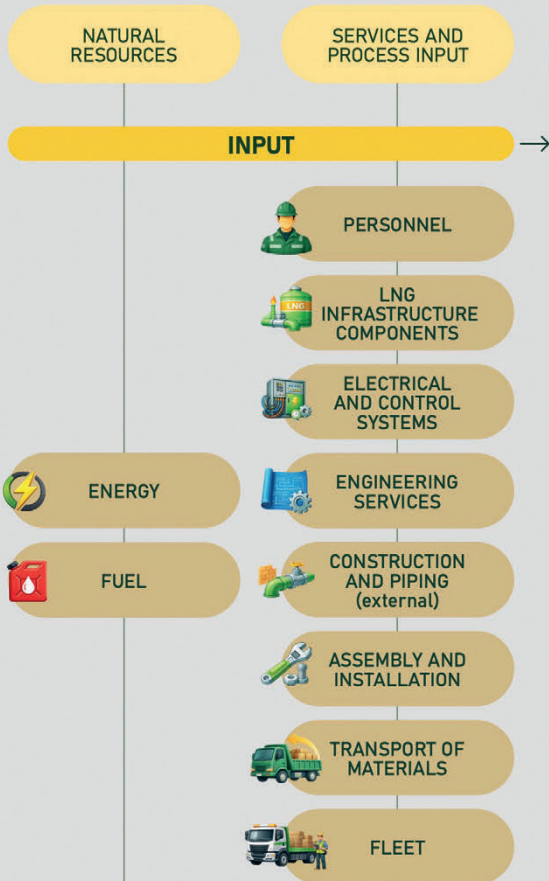 NATURAL
RESOURCES
SERVICES AND
PROCESS INPUT
INPUT
PERSONNEL
LNG
LNG
INFRASTRUCTURE
COMPONENTS
ELECTRICAL
AND CONTROL
SYSTEMS
ENERGY
ENGINEERING
SERVICES
FUEL
CONSTRUCTION
AND PIPING
(external)
ASSEMBLY AND
INSTALLATION
TRANSPORT OF
MATERIALS
FLEET